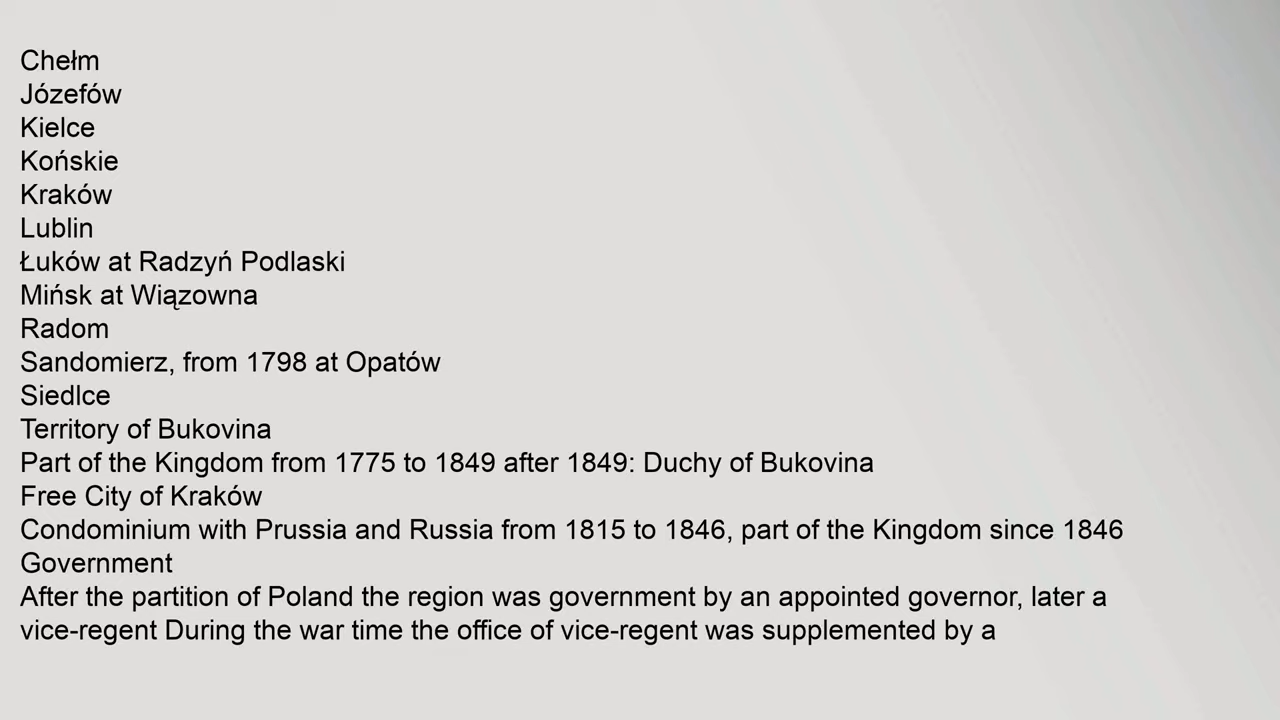 Chełm
Józefów
Kielce
Końskie
Kraków
Lublin
Łuków at Radzyń Podlaski
Mińsk at Wiązowna
Radom
Sandomierz, from 1798 at Opatów
Siedlce
Territory of Bukovina
Part of the Kingdom from 1775 to 1849 after 1849: Duchy of Bukovina
Free City of Kraków
Condominium with Prussia and Russia from 1815 to 1846, part of the Kingdom since 1846
Government
After the partition of Poland the region was government by an appointed governor, later a
vice-regent During the war time the office of vice-regent was supplemented by a